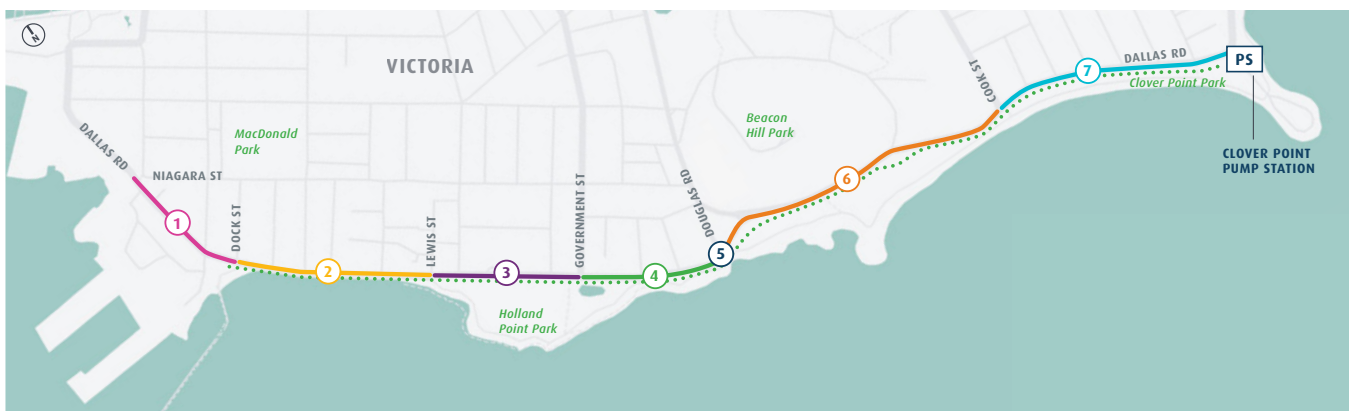 N
VICTORIA
DALLAS RD
PS
COOK ST
7
Clover Point Park
Beacon
Hill Park
MacDonald
Park
DALLAS RD
NIAGARA ST
CLOVER POINT
PUMP STATION
6
DOUGLAS RD
GOVERNMENT ST
DOCK ST
LEWIS ST
1
5
2
3
4
Holland
Point Park